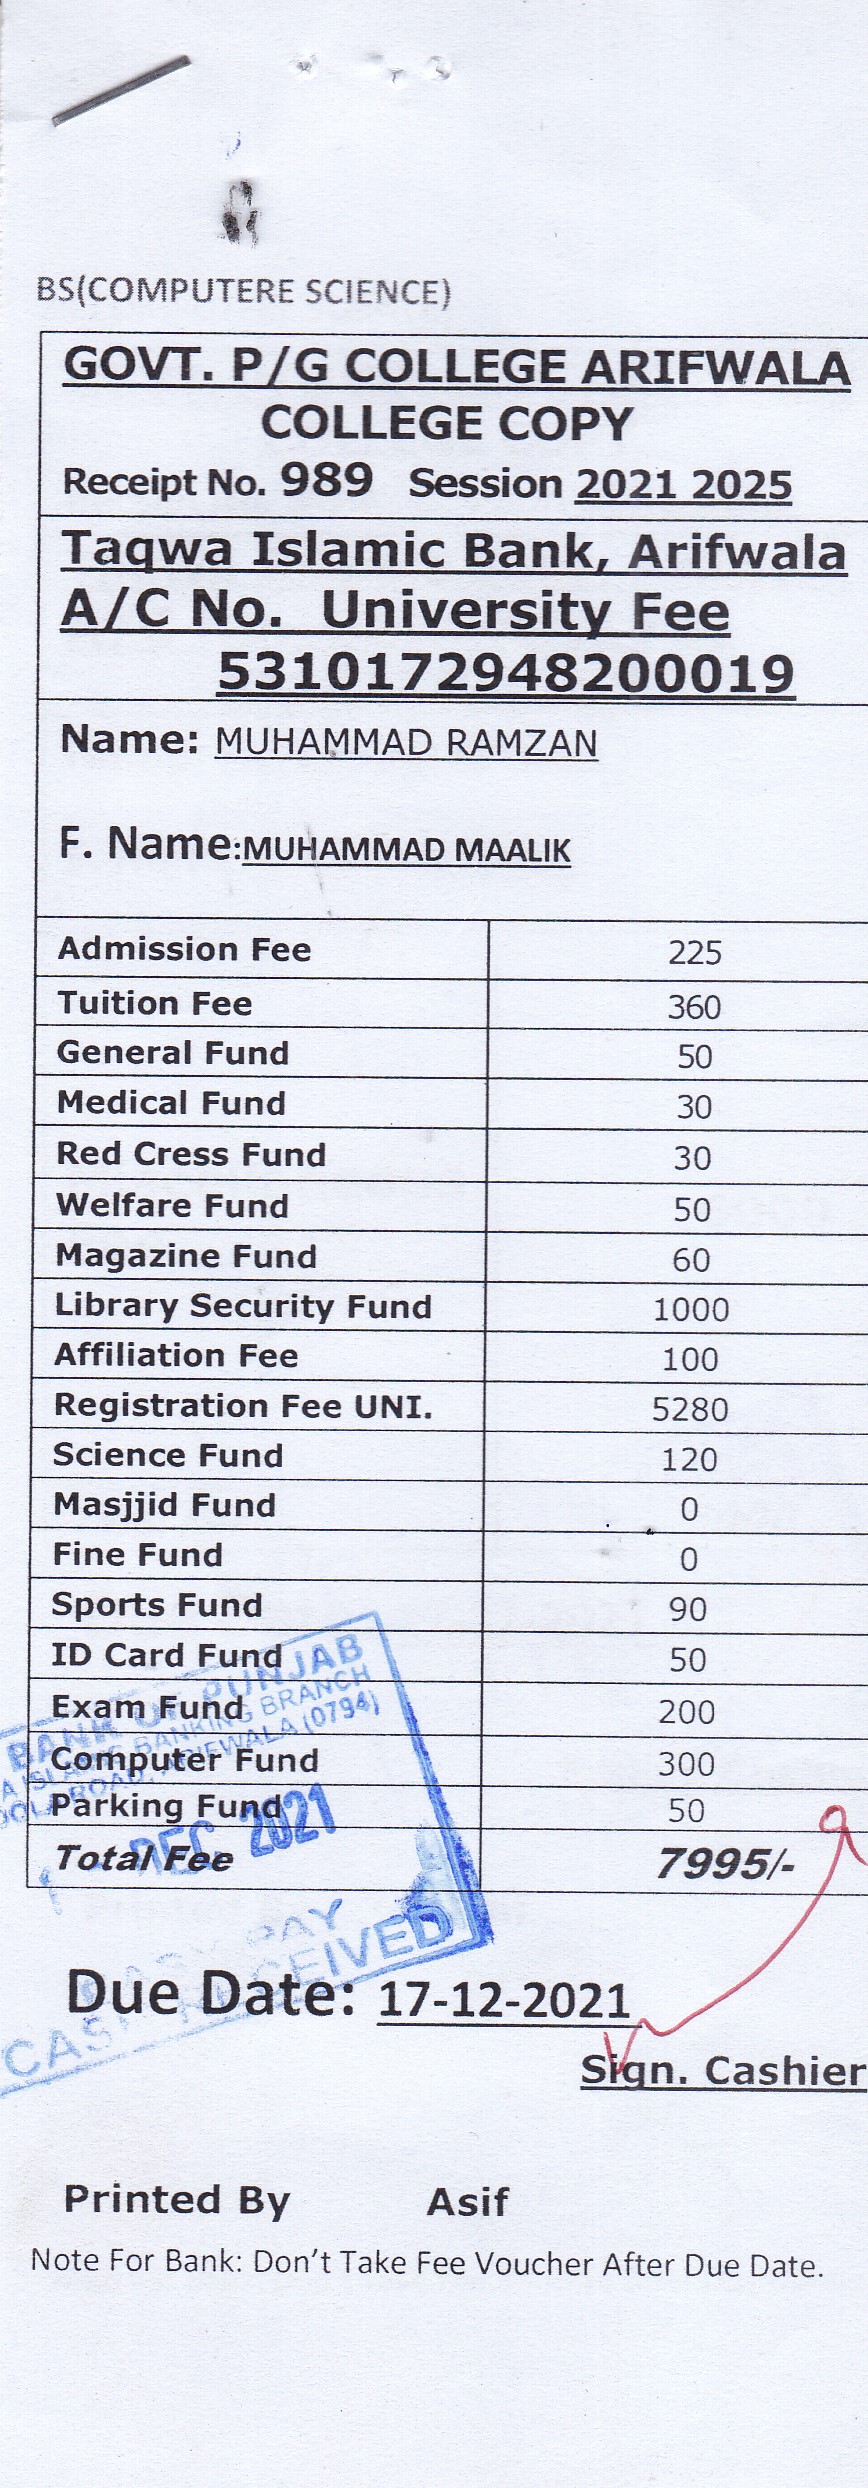 BS(COMPUTERE SCIENCE)
GOVT. P/G COLLEGE ARIFWALA
COLLEGE COPY
Receipt No. 989 Session 2021 2025
Taqwa Islamic Bank, Arifwala
A/C No. University Fee
5310172948200019
Name: MUHAMMAD RAMZAN
F. Name:MUHAMMAD MAALIK
Admission Fee 225
Tuition Fee 360
General Fund 50
Medical Fund 30
Red Cress Fund 30
Welfare Fund 50
Magazine Fund 60
Library Security Fund 1000
Affiliation Fee 100
Registration Fee UNI. 5280
Science Fund 120
Masjjid Fund 0
Fine Fund 0
Sports Fund 90
ID Card Fund 50
Exam Fund 200
Computer Fund 300
Parking Fund 50
Total Fee 7995/-
BANK OF PUNJAB
ISLAMIC BANKING BRANCH
ROAD, ARIFWALA (0794)
DEC 2021
CASH RECEIVED
Due Date: 17-12-2021
Sign. Cashier
Printed By Asif
Note For Bank: Don't Take Fee Voucher After Due Date.